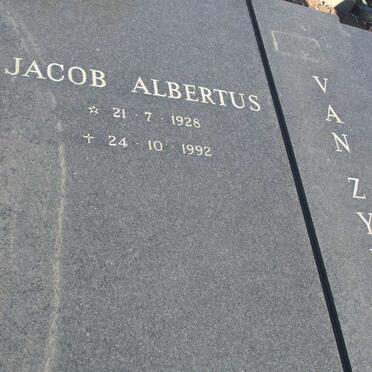 JACOB ALBERTUS
☆ 21 · 7 · 1928
✝ 24 · 10 · 1992
VAN
ZY